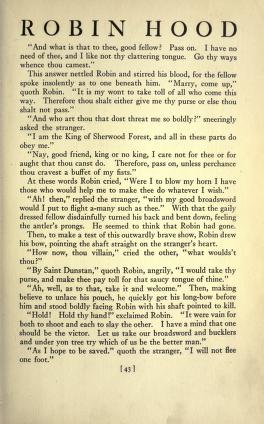 ROBIN HOOD
"And what is that to thee, good fellow? Pass on. I have no
need of thee, and I like not thy clattering tongue. Go thy ways
whence thou camest."
This answer nettled Robin and stirred his blood, for the fellow
spoke insolently as to one beneath him. "Marry, come up,"
quoth Robin. "It is my wont to take toll of all who come this
way. Therefore thou shalt either give me thy purse or else thou
shalt not pass."
"And who art thou that dost threat me so boldly?" sneeringly
asked the stranger.
"I am the King of Sherwood Forest, and in all these parts do
obey me."
"Nay, good friend, king or no king, I care not for thee or for
aught that thou canst do. Therefore, pass on, unless perchance
thou cravest a buffet of my fists."
At these words Robin cried, "Were I to blow my horn I have
those who would help me to make thee do whatever I wish."
"Ah! then," replied the stranger, "with my good broadsword
would I put to flight a-many such as thee." With that the gaily
dressed fellow disdainfully turned his back and bent down, feeling
the antler's prongs. He seemed to think that Robin had gone.
Then, to make a test of this outwardly brave show, Robin drew
his bow, pointing the shaft straight on the stranger's heart.
"How now, thou villain," cried the other, "what wouldn't
thou?"
"By Saint Dunstan," quoth Robin, angrily, "I would take thy
purse, and make thee pay toll for that saucy tongue of thine."
"Ah, well, as to that, take it and welcome." Then, making
believe to unlace his pouch, he quickly got his long-bow before
him and stood boldly facing Robin with his shaft pointed to kill.
"Hold! Hold thy hand!" exclaimed Robin. "It were vain for
both to shoot and each to slay the other. I have a mind that one
should be the victor. Let us take our broadsword and bucklers
and under yon tree try which of us be the better man."
"As I hope to be saved." quoth the stranger, "I will not flee
one foot."
[43]